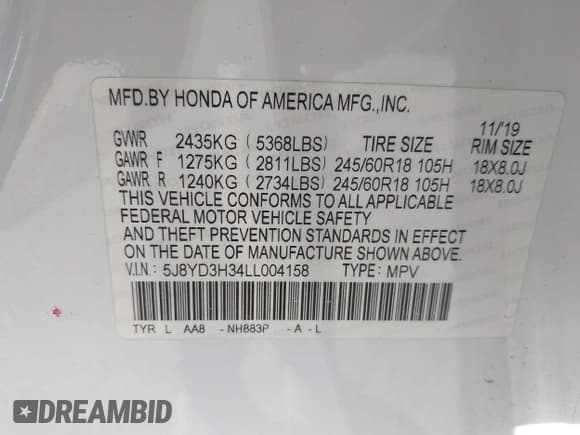 MFD.BY HONDA OF AMERICA MFG.,INC.
11/'19
GVWR 2435KG ( 5368LBS) TIRE SIZE RIM SIZE
GAWR F 1275KG ( 2811LBS) 245/60R18 105H 18X8.0J
GAWR R 1240KG ( 2734LBS) 245/60R18 105H 18X8.0J
THIS VEHICLE CONFORMS TO ALL APPLICABLE
FEDERAL MOTOR VEHICLE SAFETY
AND THEFT PREVENTION STANDARDS IN EFFECT
ON THE DATE OF MANUFACTURE SHOWN ABOVE.
V.I.N.: 5J8YD3H34LL004158 TYPE: MPV
TYR L AA8 - NH883P - A - L
DREAMBID